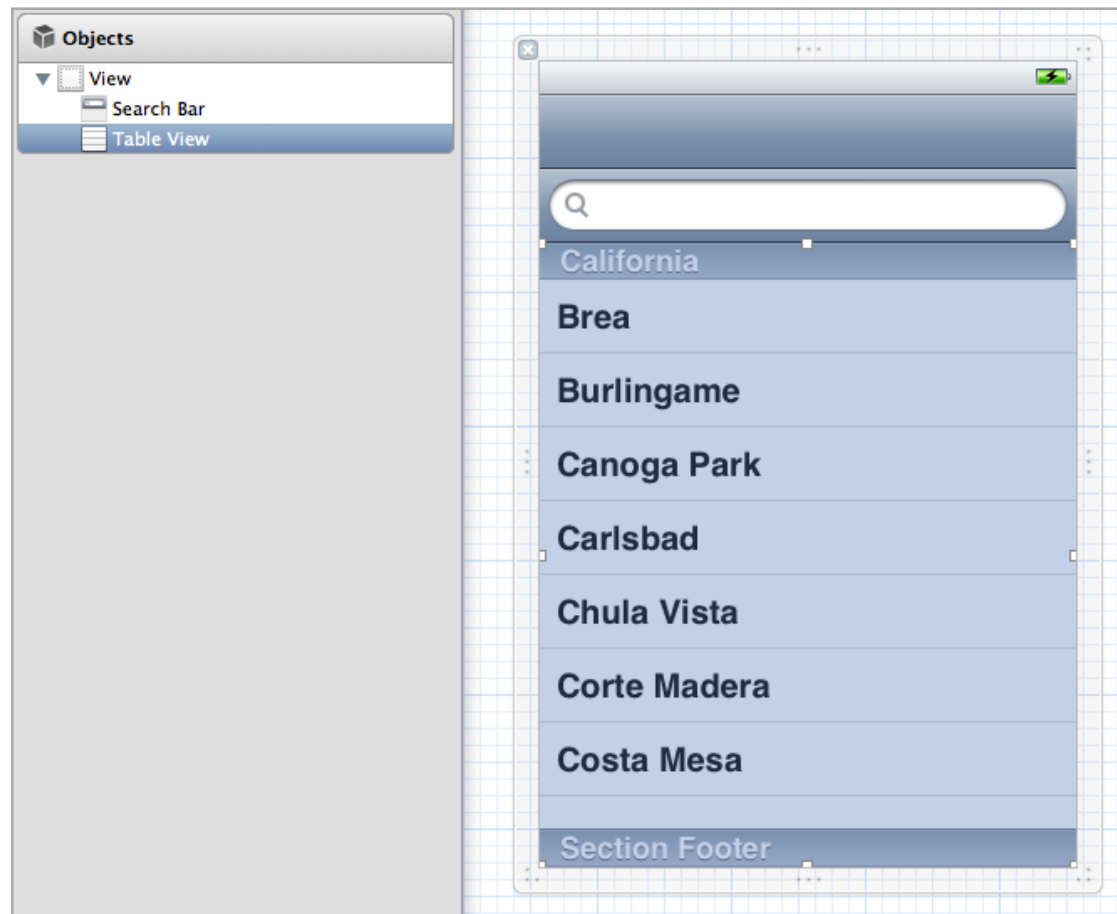 Objects
View
Search Bar
Table View
California
Brea
Burlingame
Canoga Park
Carlsbad
Chula Vista
Corte Madera
Costa Mesa
Section Footer